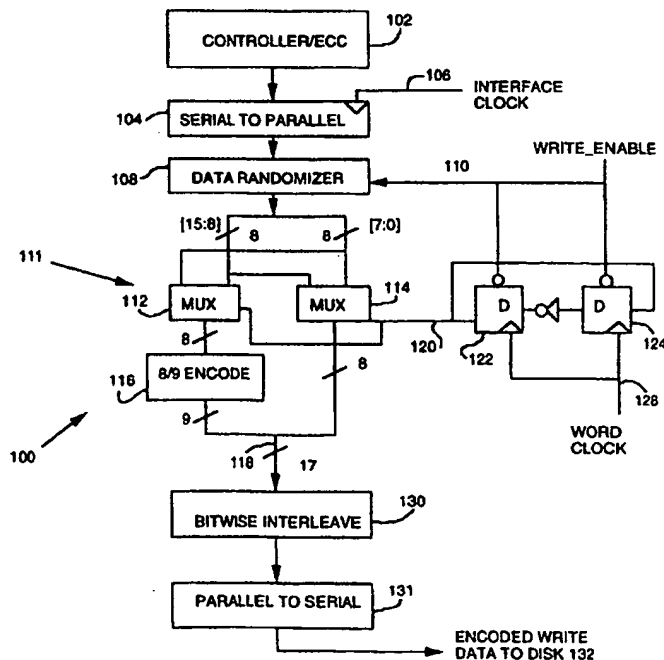 CONTROLLER/ECC
102
106
INTERFACE
CLOCK
104
SERIAL TO PARALLEL
WRITE_ENABLE
108
DATA RANDOMIZER
110
[15:8]
8
8
[7:0]
111
112
MUX
MUX
114
D
D
120
122
124
8
8
116
8/9 ENCODE
128
9
WORD
CLOCK
100
118
17
BITWISE INTERLEAVE
130
PARALLEL TO SERIAL
131
ENCODED WRITE
DATA TO DISK 132